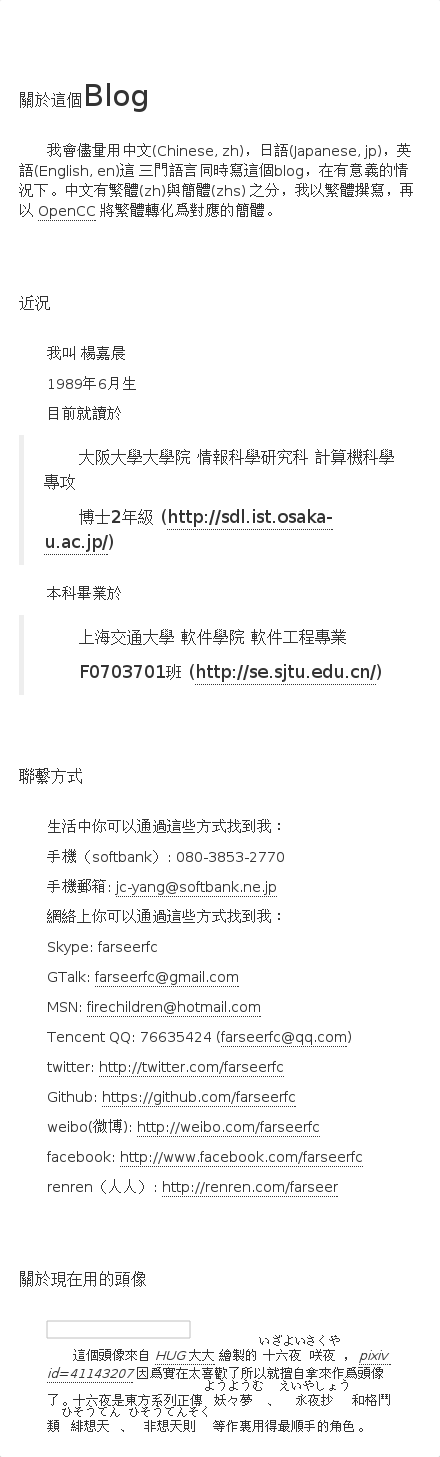 關於這個Blog
我會儘量用中文(Chinese, zh)，日語(Japanese, jp)，英
語(English, en)這 三門語言同時寫這個blog，在有意義的情
況下。中文有繁體(zh)與簡體(zhs) 之分，我以繁體撰寫，再
以 OpenCC 將繁體轉化爲對應的簡體。
近況
我叫 楊嘉晨
1989年6月生
目前就讀於
大阪大學大學院 情報科學研究科 計算機科學
專攻
博士2年級 (http://sdl.ist.osaka-
u.ac.jp/)
本科畢業於
上海交通大學 軟件學院 軟件工程專業
F0703701班 (http://se.sjtu.edu.cn/)
聯繫方式
生活中你可以通過這些方式找到我：
手機（softbank）: 080-3853-2770
手機郵箱: jc-yang@softbank.ne.jp
網絡上你可以通過這些方式找到我：
Skype: farseerfc
GTalk: farseerfc@gmail.com
MSN: firechildren@hotmail.com
Tencent QQ: 76635424 (farseerfc@qq.com)
twitter: http://twitter.com/farseerfc
Github: https://github.com/farseerfc
weibo(微博): http://weibo.com/farseerfc
facebook: http://www.facebook.com/farseerfc
renren（人人）: http://renren.com/farseer
關於現在用的頭像
いざよいさくや
這個頭像來自 HUG 大大 繪製的 十六夜 咲夜 ，pixiv
id=41143207 因爲實在太喜歡了所以就擅自拿來作爲頭像
ようようむ えいやしょう
了。十六夜是東方系列正傳 妖々夢 、 永夜抄 和格鬥
ひそうてん ひそうてんそく
類 緋想天 、 非想天則 等作裏用得最順手的角色。